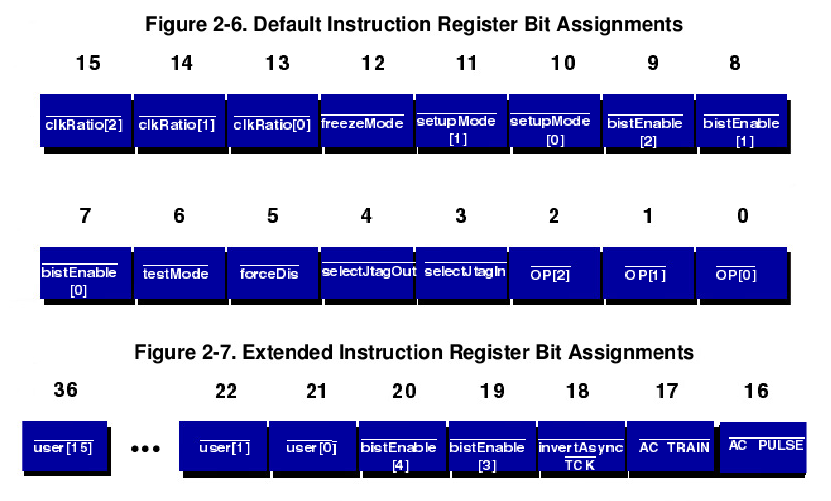 Figure 2-6. Default Instruction Register Bit Assignments
15 14 13 12 11 10 9 8
clkRatio[2] clkRatio[1] clkRatio[0] freezeMode setupMode setupMode bistEnable bistEnable
[1] [0] [2] [1]
7 6 5 4 3 2 1 0
bistEnable testMode forceDis selectJtagOut selectJtagIn OP[2] OP[1] OP[0]
[0]
Figure 2-7. Extended Instruction Register Bit Assignments
36 22 21 20 19 18 17 16
user[15] ••• user[1] user[0] bistEnable bistEnable invertAsync AC TRAIN AC PULSE
[4] [3] TCK